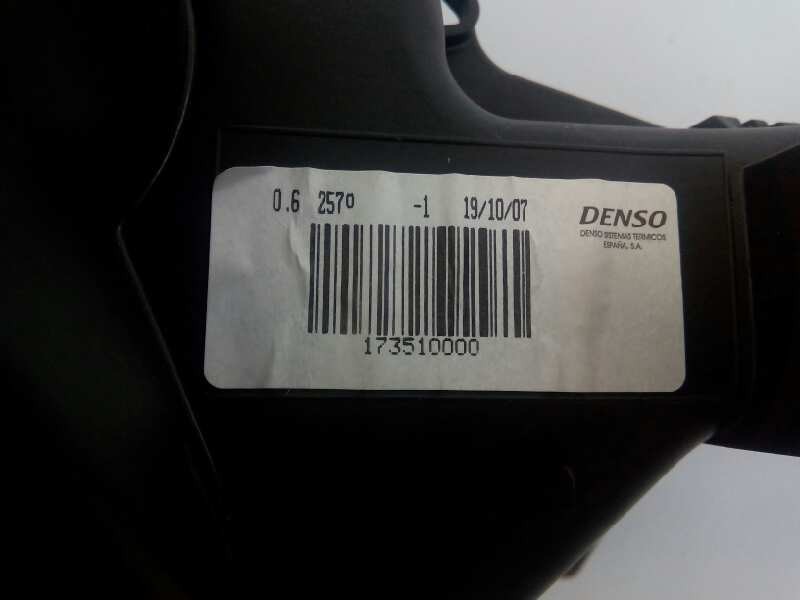 0.6 257º -1 19/10/07
DENSO
DENSO SISTEMAS TERMICOS
ESPAÑA, S.A.
173510000